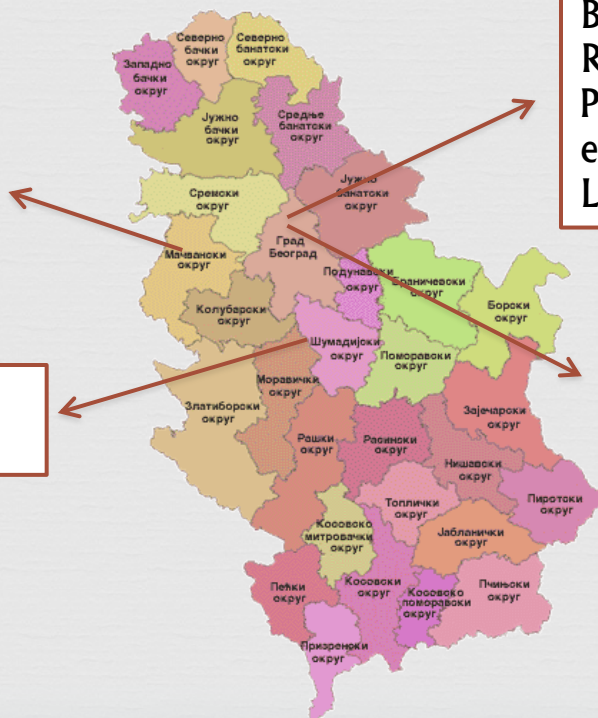 Северно
бачки
округ
Северно
банатски
округ
Западно
бачки
округ
Јужно
бачки
округ
Средње
банатски
округ
Сремски
округ
Јужно
банатски
округ
Град
Београд
Мачвански
округ
Подунавски
округ
Браничевски
округ
Борски
округ
Колубарски
округ
Шумадијски
округ
Поморавски
округ
Моравички
округ
Златиборски
округ
Зајечарски
округ
Рашки
округ
Расински
округ
Нишавски
округ
Пиротски
округ
Топлички
округ
Јабланички
округ
Косовско
митровачки
округ
Пећки
округ
Косовски
округ
Косовско
поморавски
округ
Пчињски
округ
Призренски
округ
B
R
P
e
L